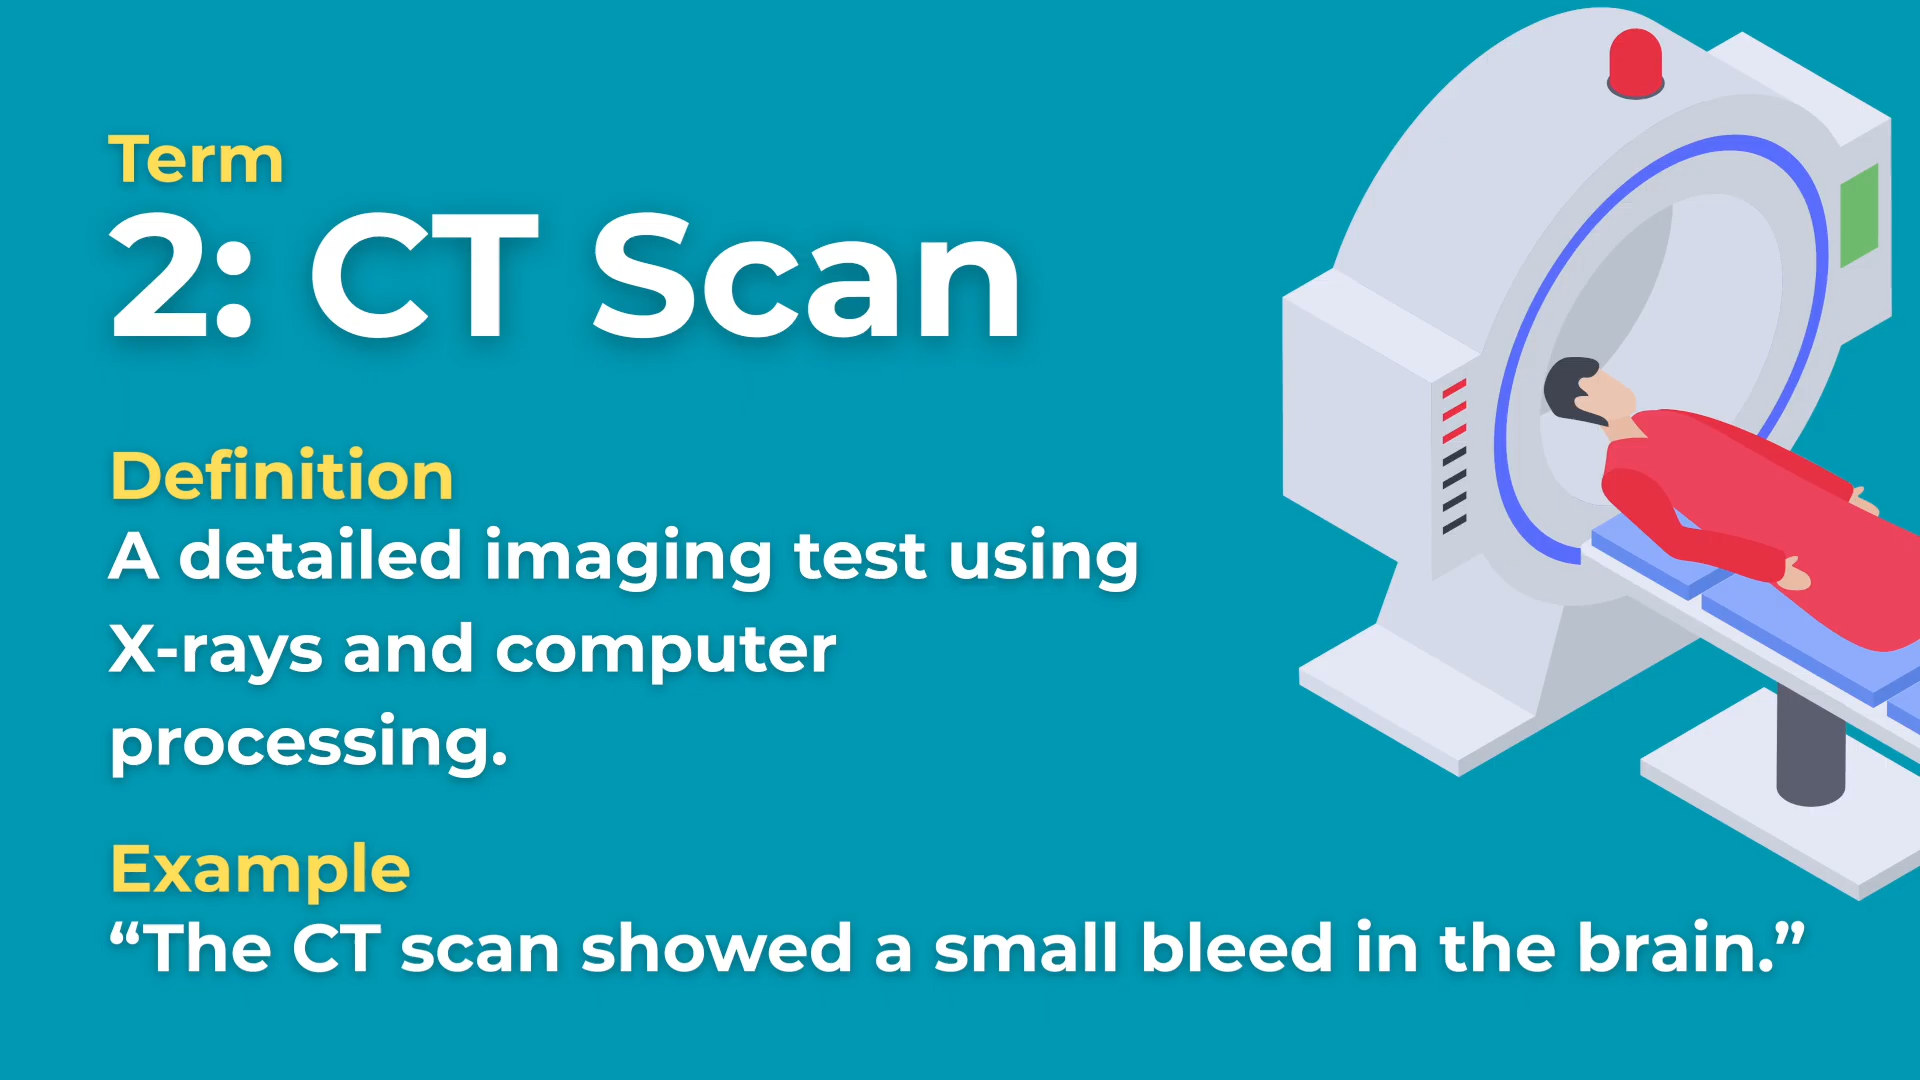 Term
2: CT Scan
Definition
A detailed imaging test using
X-rays and computer
processing.
Example
“The CT scan showed a small bleed in the brain.”